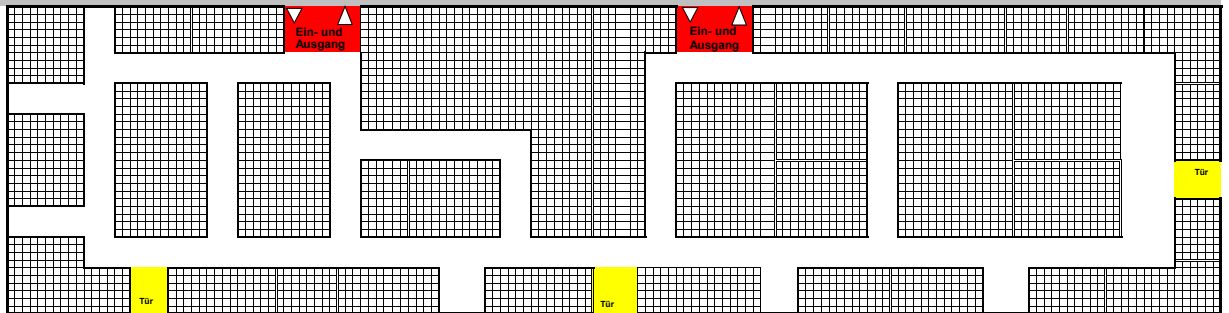 Ein- und
Ausgang
Ein- und
Ausgang
Tür
Tür
Tür